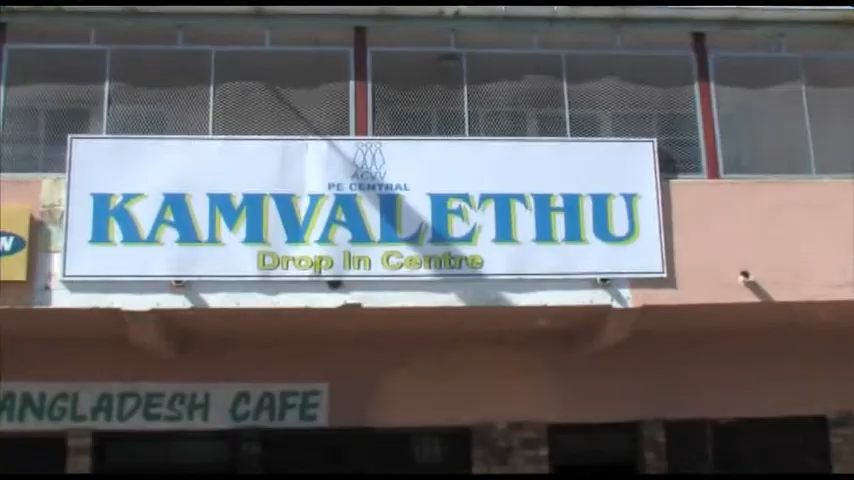 ACVV
PE CENTRAL
KAMVALETHU
Drop In Centre
ANGLADESH CAFE